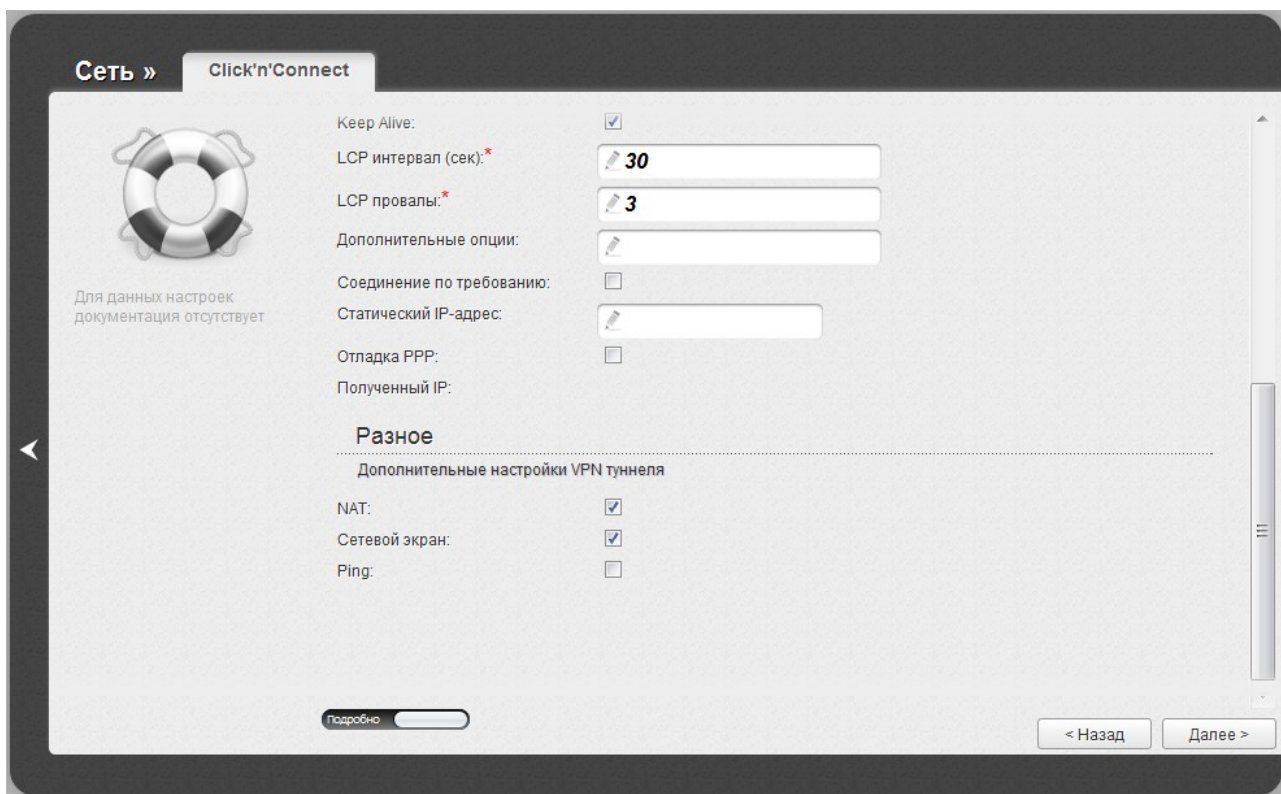 Сеть »
Click'n'Connect
Для данных настроек
документация отсутствует
Keep Alive:
LCP интервал (сек):* 30
LCP провалы:* 3
Дополнительные опции:
Соединение по требованию:
Статический IP-адрес:
Отладка PPP:
Полученный IP:
Разное
Дополнительные настройки VPN туннеля
NAT:
Сетевой экран:
Ping:
Подробно
< Назад
Далее >